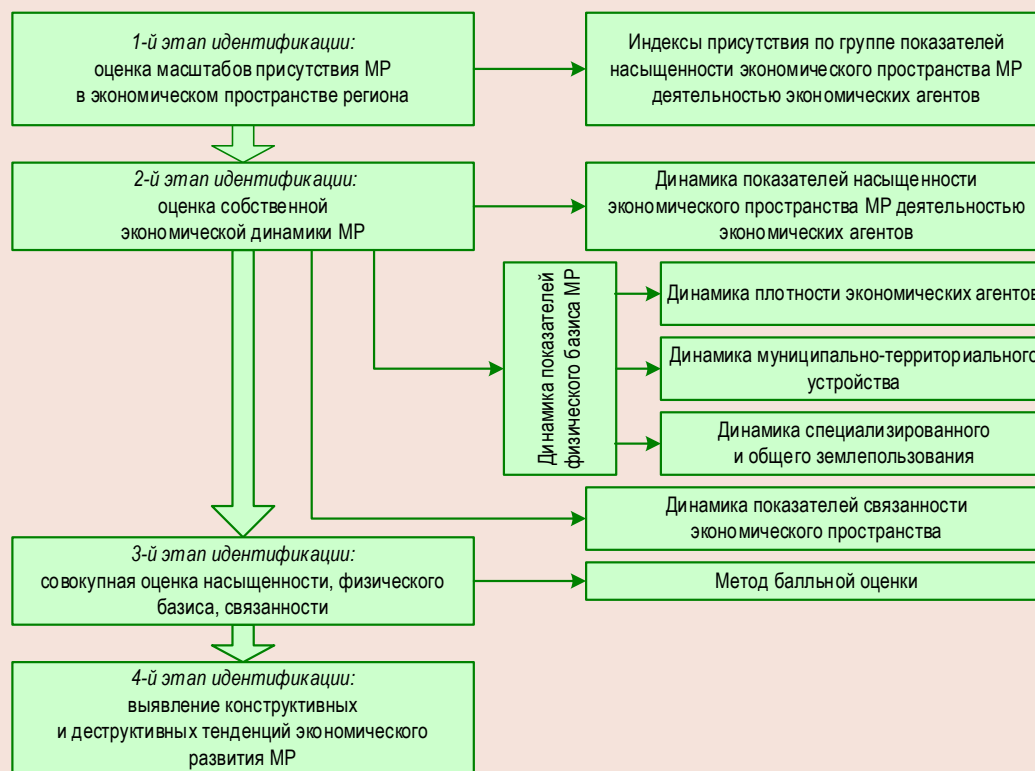 1-й этап идентификации:
оценка масштабов присутствия МР
в экономическом пространстве региона
Индексы присутствия по группе показателей
насыщенности экономического пространства МР
деятельностью экономических агентов
2-й этап идентификации:
оценка собственной
экономической динамики МР
Динамика показателей насыщенности
экономического пространства МР деятельностью
экономических агентов
Динамика показателей
физического базиса МР
Динамика плотности экономических агентов
Динамика муниципально-территориального
устройства
Динамика специализированного
и общего землепользования
Динамика показателей связанности
экономического пространства
3-й этап идентификации:
совокупная оценка насыщенности, физического
базиса, связанности
Метод балльной оценки
4-й этап идентификации:
выявление конструктивных
и деструктивных тенденций экономического
развития МР